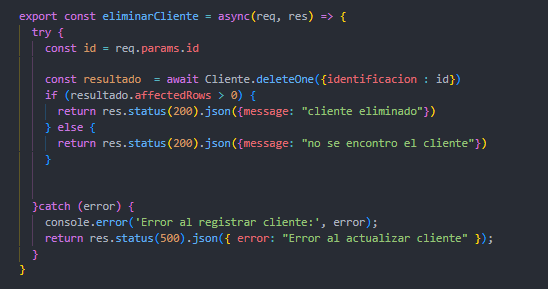 export const eliminarCliente = async(req, res) => {
try {
const id = req.params.id
const resultado  = await Cliente.deleteOne({identificacion : id})
if (resultado.affectedRows > 0) {
return res.status(200).json({message: "cliente eliminado"})
} else {
return res.status(200).json({message: "no se encontro el cliente"})
}
}catch (error) {
console.error('Error al registrar cliente:', error);
return res.status(500).json({ error: "Error al actualizar cliente" });
}
}